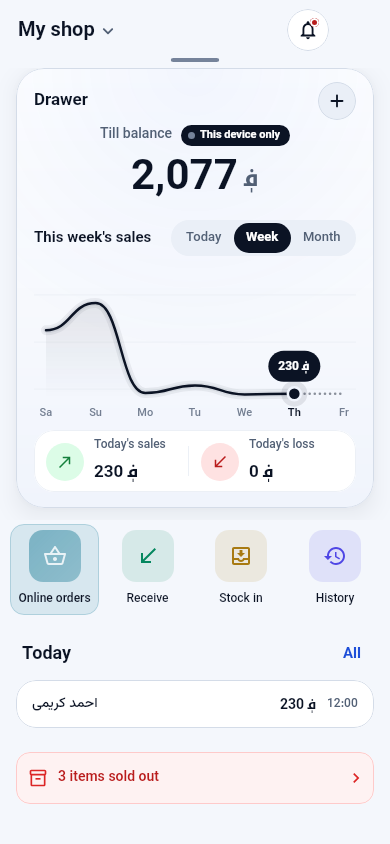 My shop
Drawer
Till balance
This device only
2,077 ؋
This week's sales
Today
Week
Month
230 ؋
Sa
Su
Mo
Tu
We
Th
Fr
Today's sales
230 ؋
Today's loss
0 ؋
Online orders
Receive
Stock in
History
Today
All
احمد کریمی
230 ؋
12:00
3 items sold out